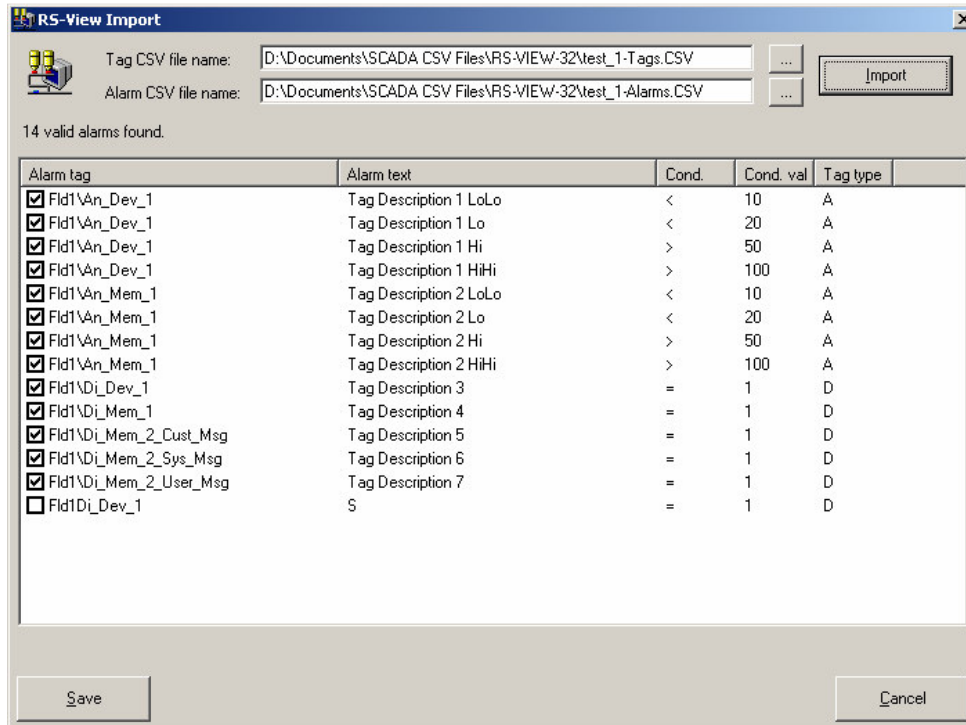 RS-View Import
Tag CSV file name: D:\Documents\SCADA CSV Files\RS-VIEW-32\test_1-Tags.CSV ... Import
Alarm CSV file name: D:\Documents\SCADA CSV Files\RS-VIEW-32\test_1-Alarms.CSV ...
14 valid alarms found.
Alarm tag Alarm text Cond. Cond. val Tag type
Fld1\An_Dev_1 Tag Description 1 LoLo < 10 A
Fld1\An_Dev_1 Tag Description 1 Lo < 20 A
Fld1\An_Dev_1 Tag Description 1 Hi > 50 A
Fld1\An_Dev_1 Tag Description 1 HiHi > 100 A
Fld1\An_Mem_1 Tag Description 2 LoLo < 10 A
Fld1\An_Mem_1 Tag Description 2 Lo < 20 A
Fld1\An_Mem_1 Tag Description 2 Hi > 50 A
Fld1\An_Mem_1 Tag Description 2 HiHi > 100 A
Fld1\Di_Dev_1 Tag Description 3 = 1 D
Fld1\Di_Mem_1 Tag Description 4 = 1 D
Fld1\Di_Mem_2_Cust_Msg Tag Description 5 = 1 D
Fld1\Di_Mem_2_Sys_Msg Tag Description 6 = 1 D
Fld1\Di_Mem_2_User_Msg Tag Description 7 = 1 D
Fld1Di_Dev_1 S = 1 D
Save Cancel